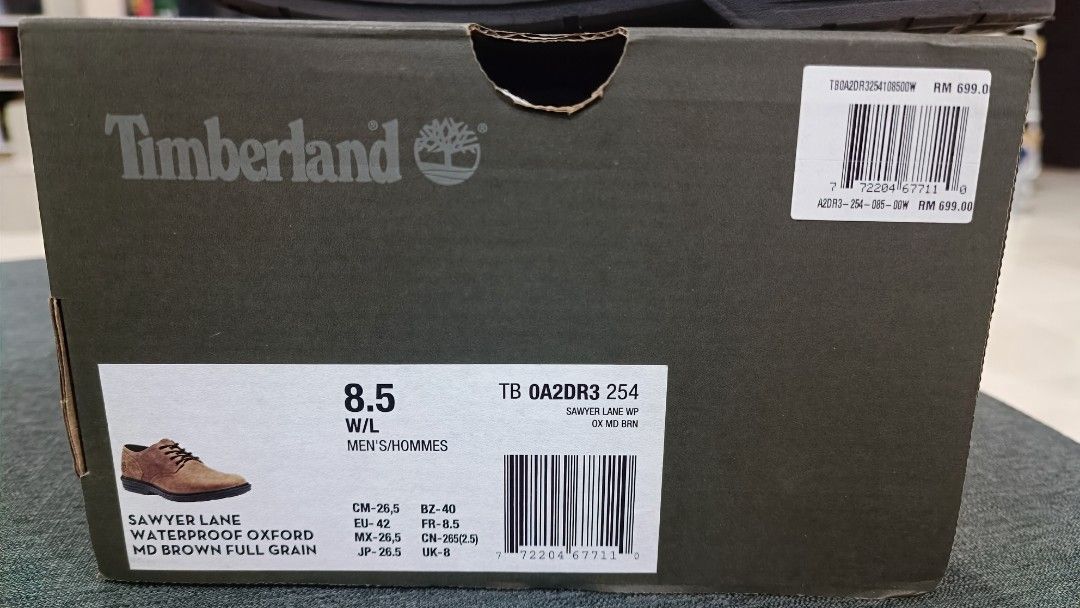 Timberland®
®
TB0A2DR3254108500W RM 699.0
7 72204 67711 0
A2DR3-254-085-00W RM 699.00
8.5
W/L
MEN'S/HOMMES
TB 0A2DR3 254
SAWYER LANE WP
OX MD BRN
SAWYER LANE
WATERPROOF OXFORD
MD BROWN FULL GRAIN
CM-26,5 BZ-40
EU-42 FR-8.5
MX-26,5 CN-265(2.5)
JP-26.5 UK-8
7 72204 67711 0